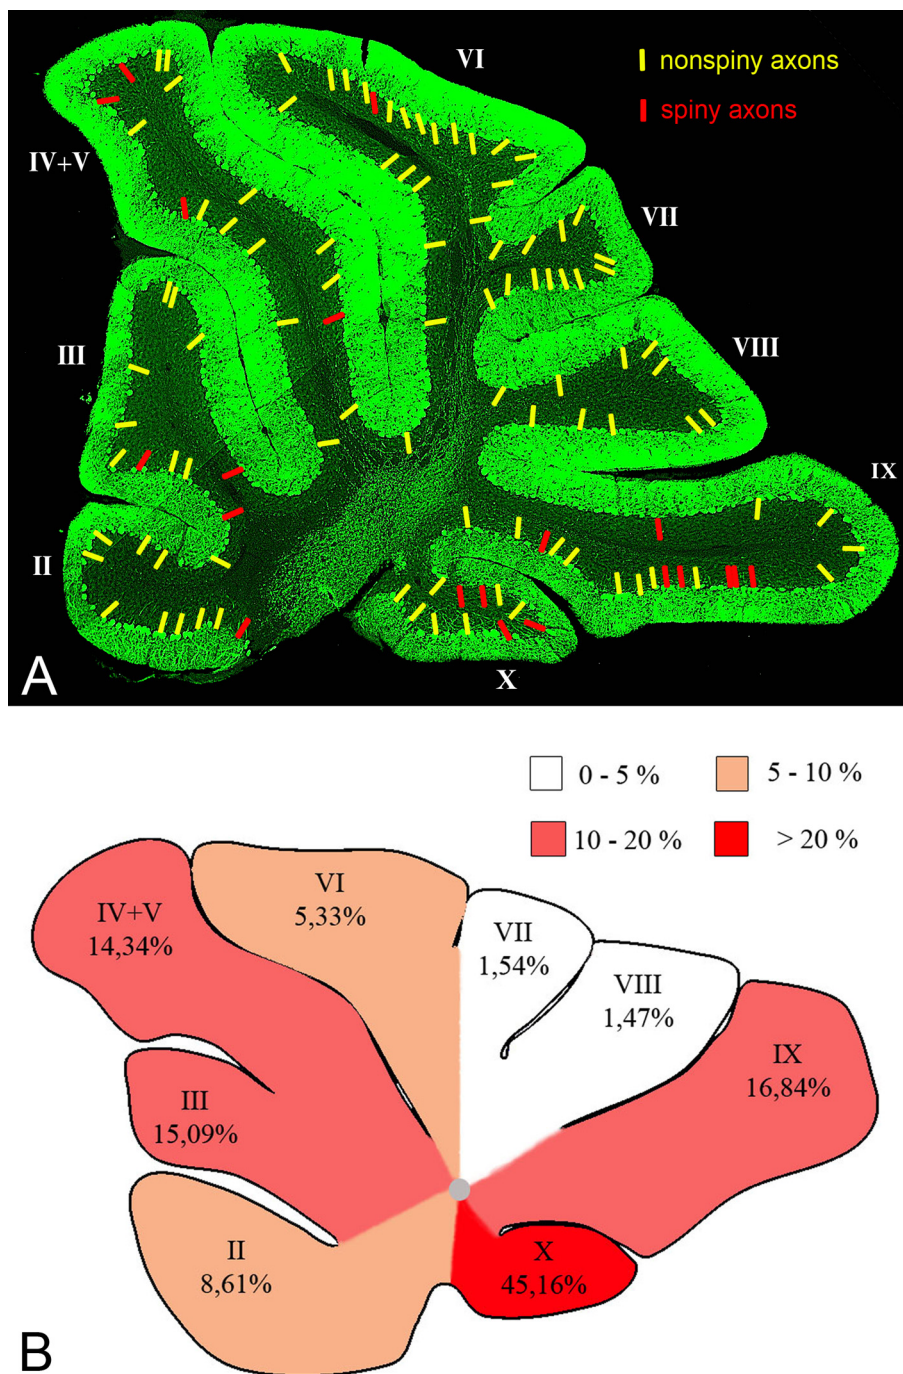 VI
nonspiny axons
spiny axons
IV+V
VII
III
VIII
IX
II
X
A
0 - 5 %
5 - 10 %
10 - 20 %
> 20 %
VI
5,33%
IV+V
14,34%
VII
1,54%
VIII
1,47%
IX
16,84%
III
15,09%
II
8,61%
X
45,16%
B